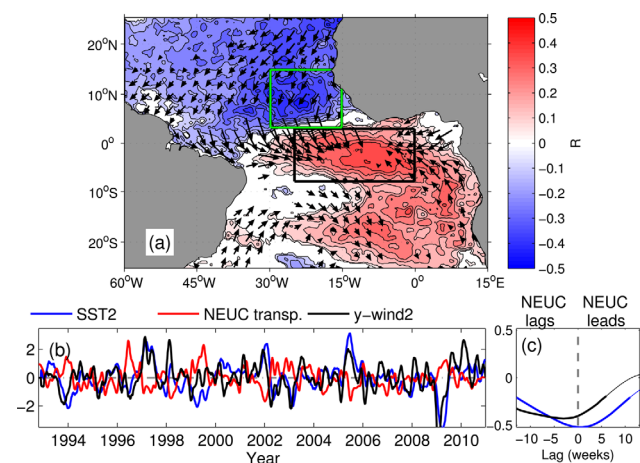 20°N
10°N
0°
10°S
20°S
60°W 45°W 30°W 15°W 0° 15°E
(a)
0.5
0.4
0.3
0.2
0.1
0
-0.1
-0.2
-0.3
-0.4
-0.5
R
SST2 NEUC transp. y-wind2
NEUC lags
NEUC leads
(b)
2
0
-2
1994 1996 1998 2000 2002 2004 2006 2008 2010
Year
(c)
0.5
0
-0.5
-10 -5 0 5 10
Lag (weeks)